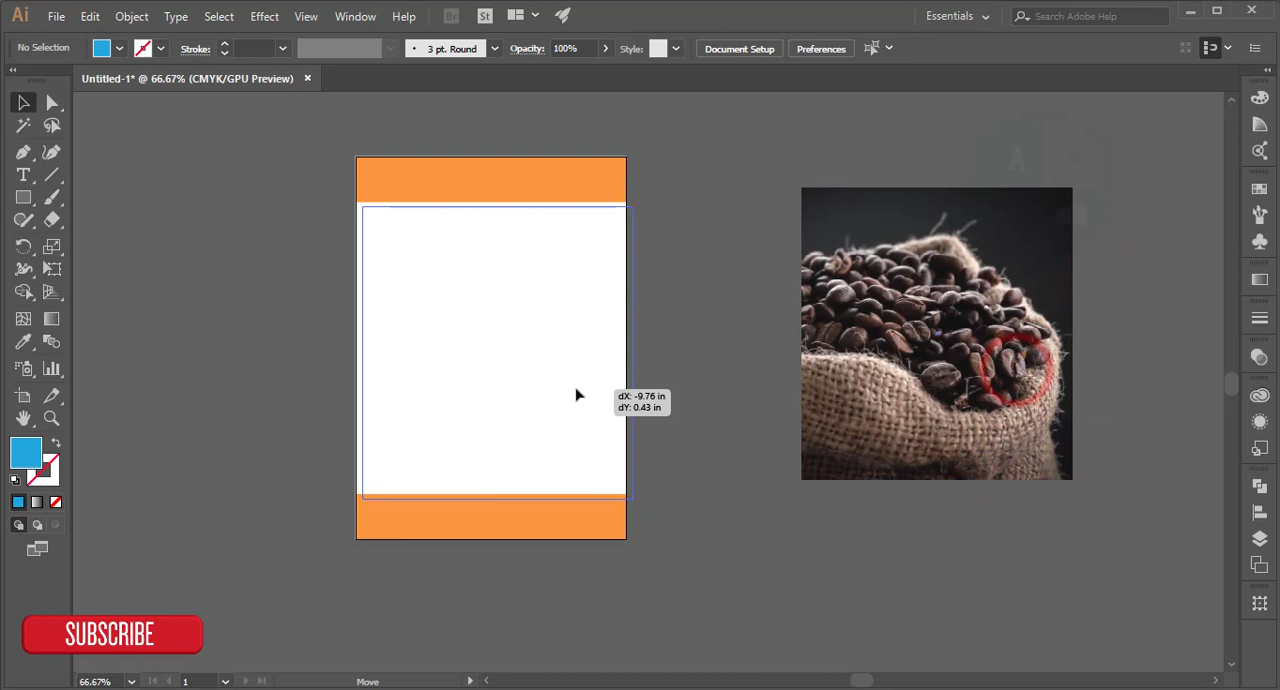 Ai File Edit Object Type Select Effect View Window Help Br St Essentials Search Adobe Help
No Selection Stroke: 3 pt. Round Opacity: 100% Style: Document Setup Preferences
Untitled-1* @ 66.67% (CMYK/GPU Preview)
dX: -9.76 in
dY: 0.43 in
SUBSCRIBE
66.67% 1 Move